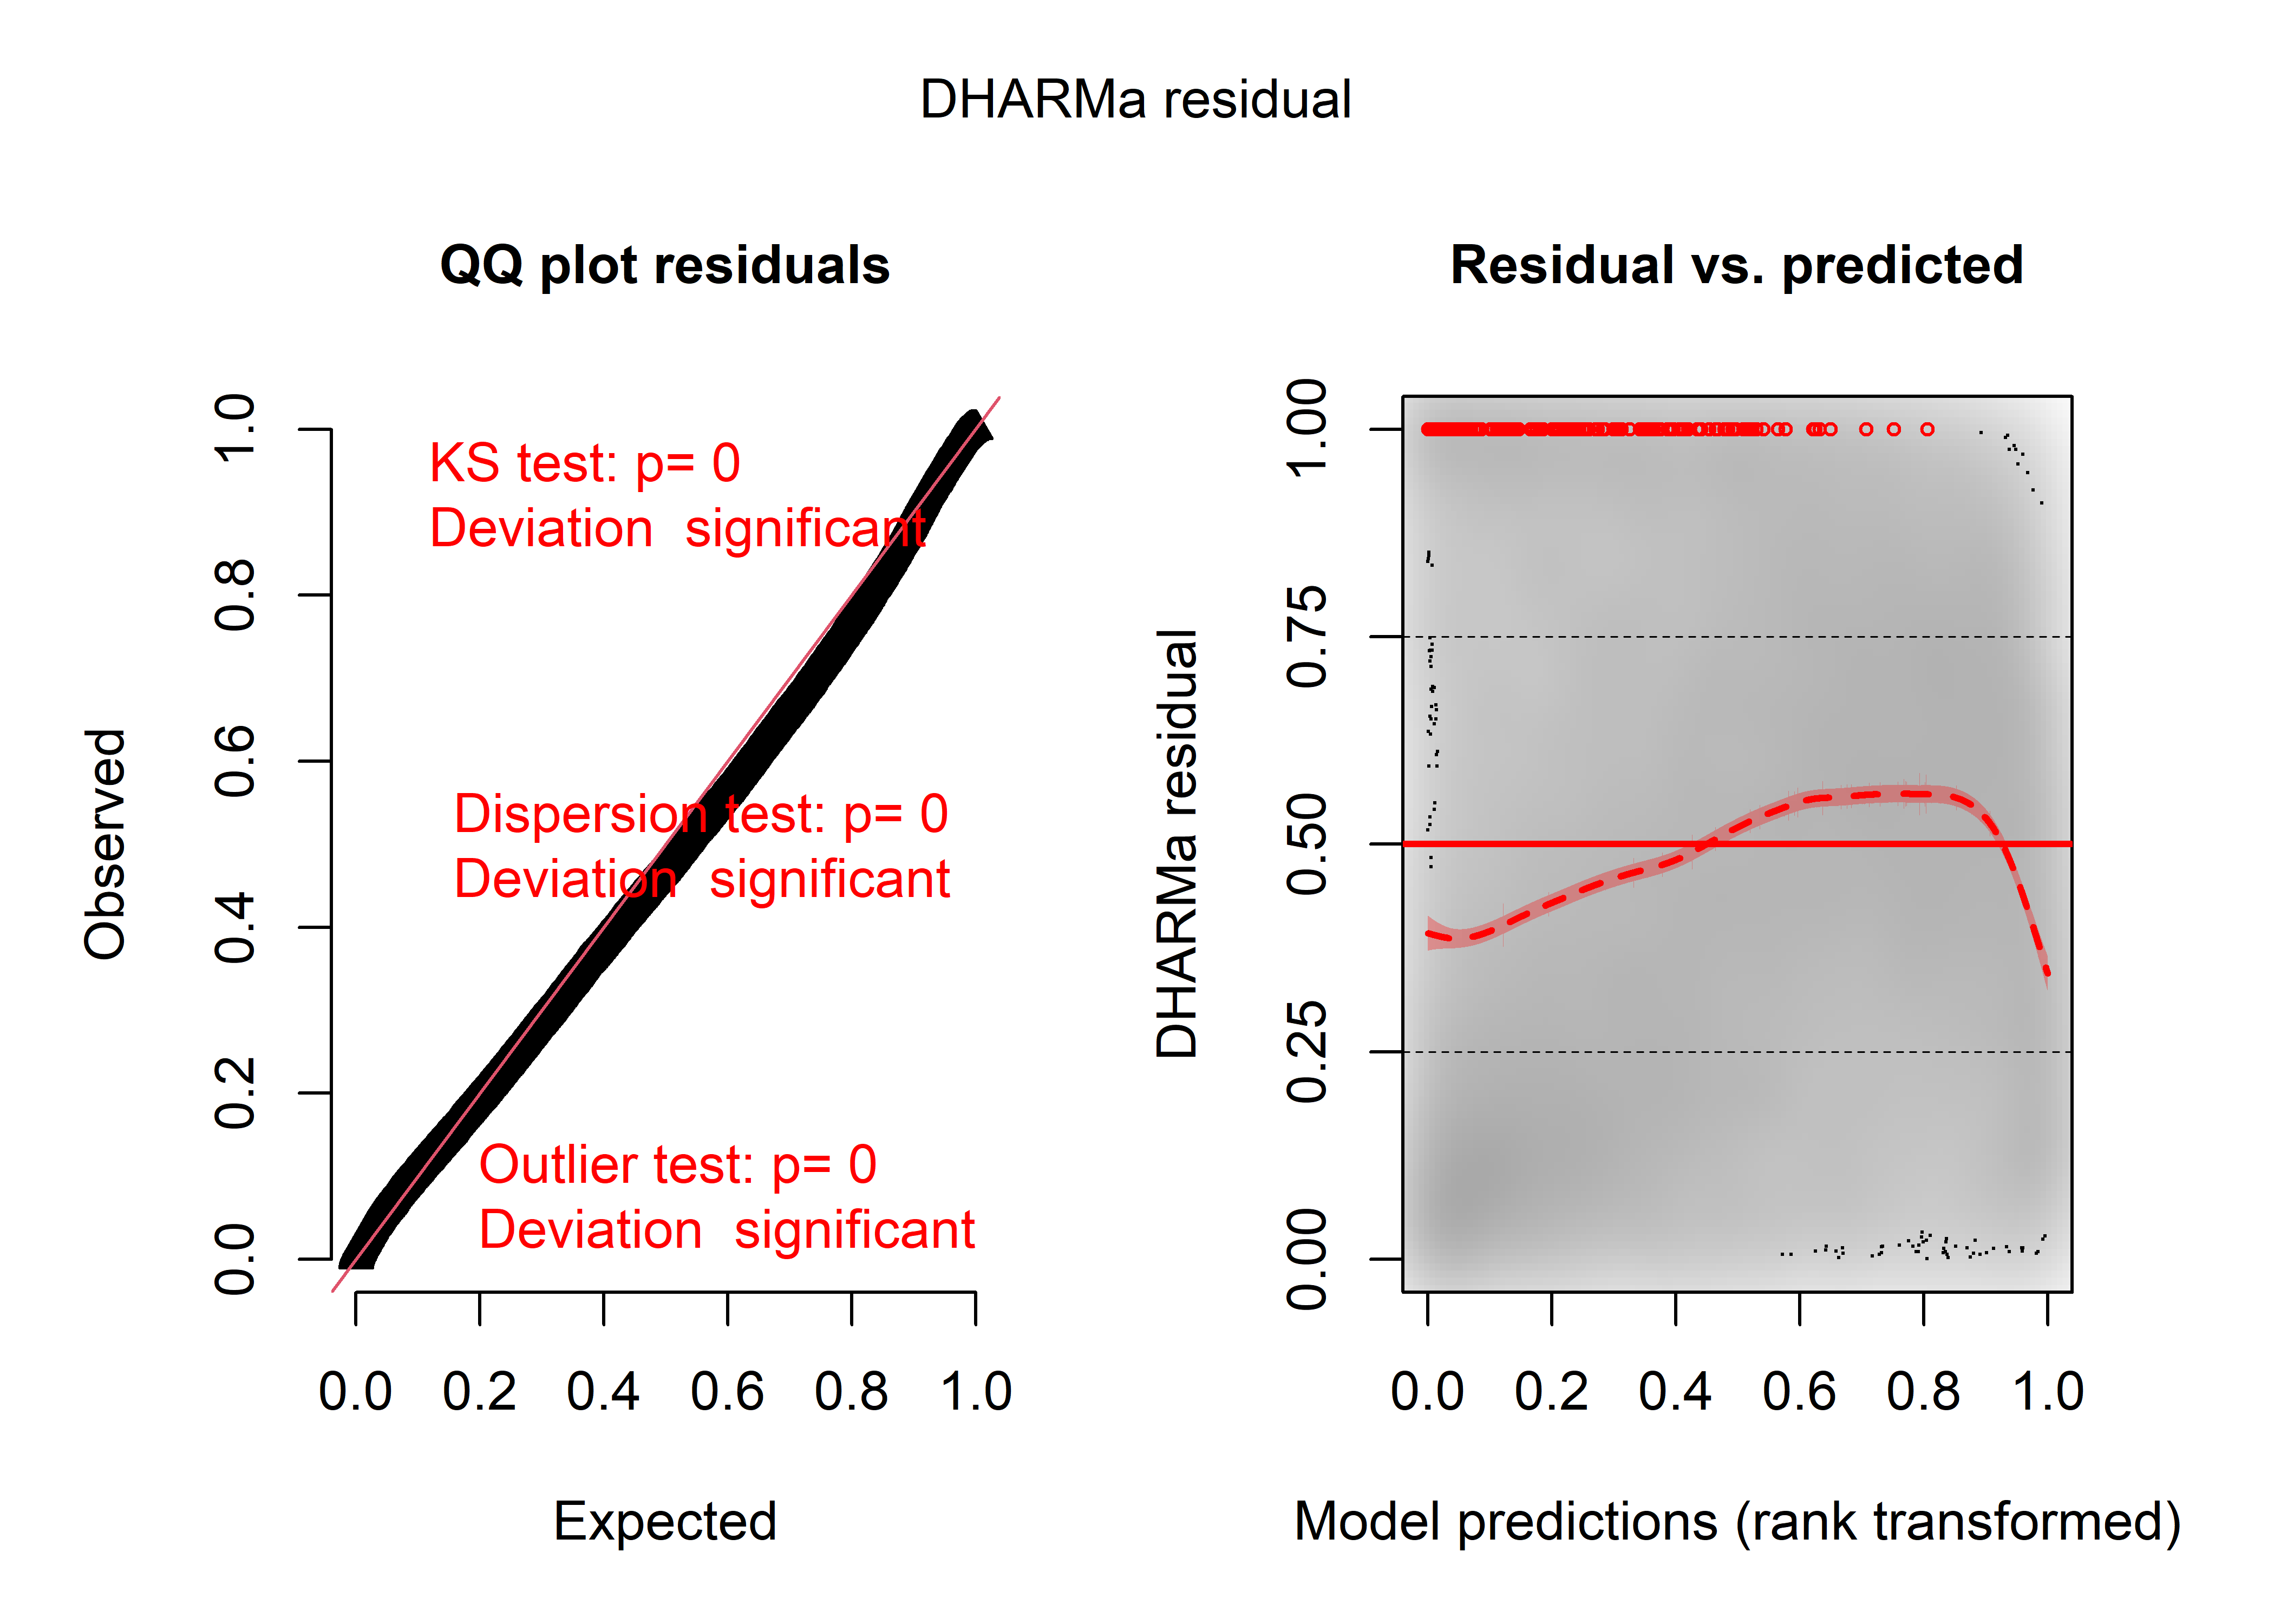 DHARMa residual
QQ plot residuals
KS test: p= 0
Deviation  significant
Dispersion test: p= 0
Deviation  significant
Outlier test: p= 0
Deviation  significant
Observed
0.0 0.2 0.4 0.6 0.8 1.0
0.0 0.2 0.4 0.6 0.8 1.0
Expected
Residual vs. predicted
DHARMa residual
0.00 0.25 0.50 0.75 1.00
0.0 0.2 0.4 0.6 0.8 1.0
Model predictions (rank transformed)